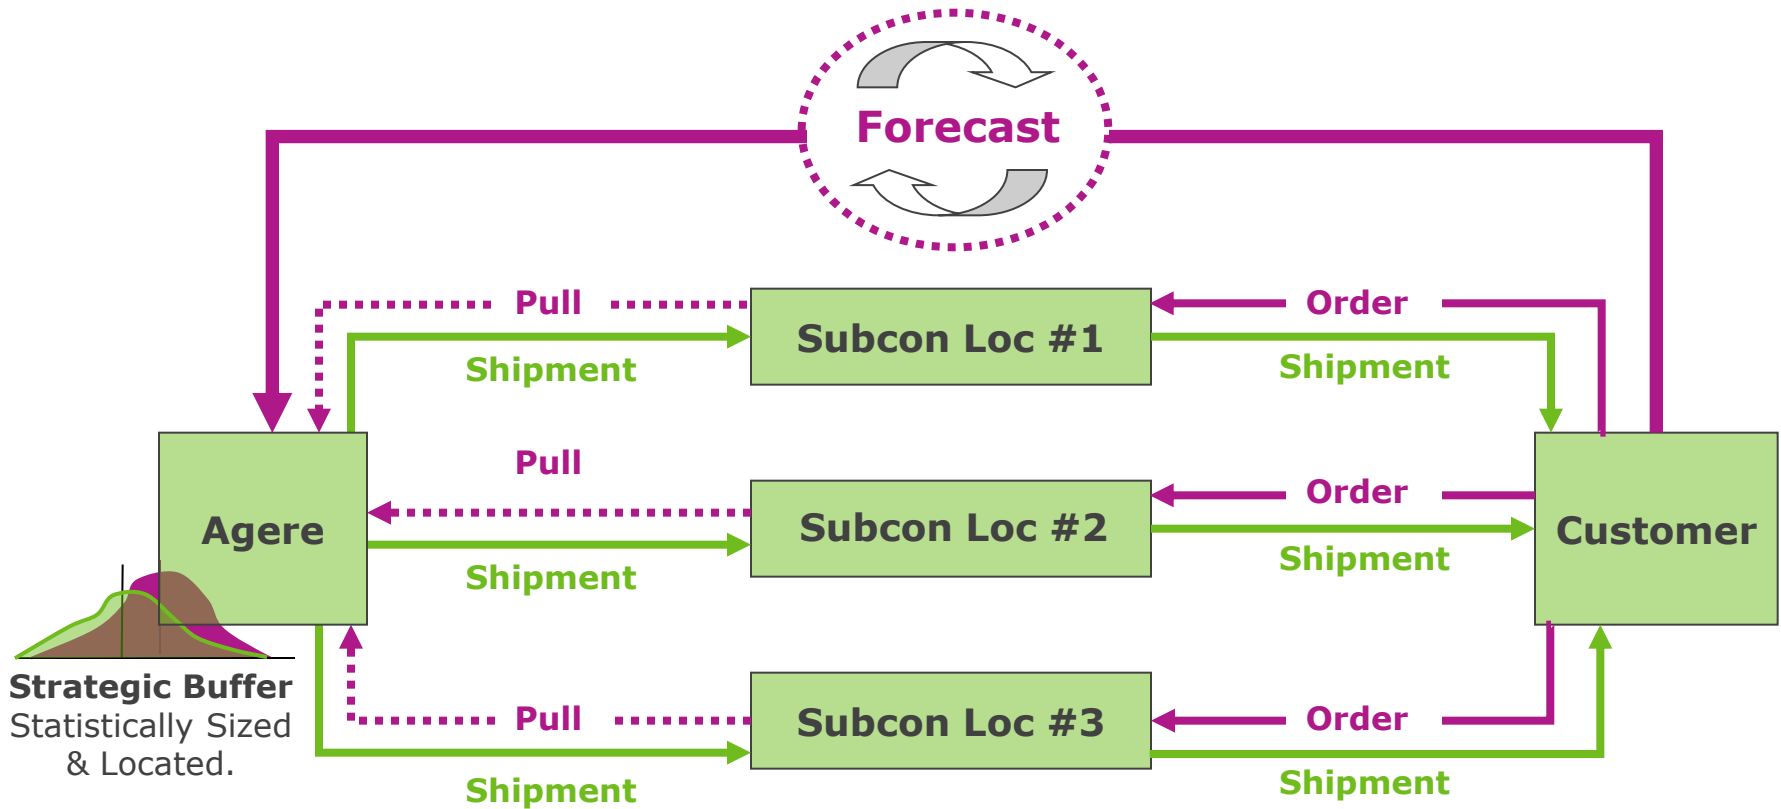 Forecast
Pull
Order
Subcon Loc #1
Shipment
Shipment
Pull
Order
Agere
Subcon Loc #2
Customer
Shipment
Shipment
Strategic Buffer
Statistically Sized
& Located.
Pull
Subcon Loc #3
Order
Shipment
Shipment